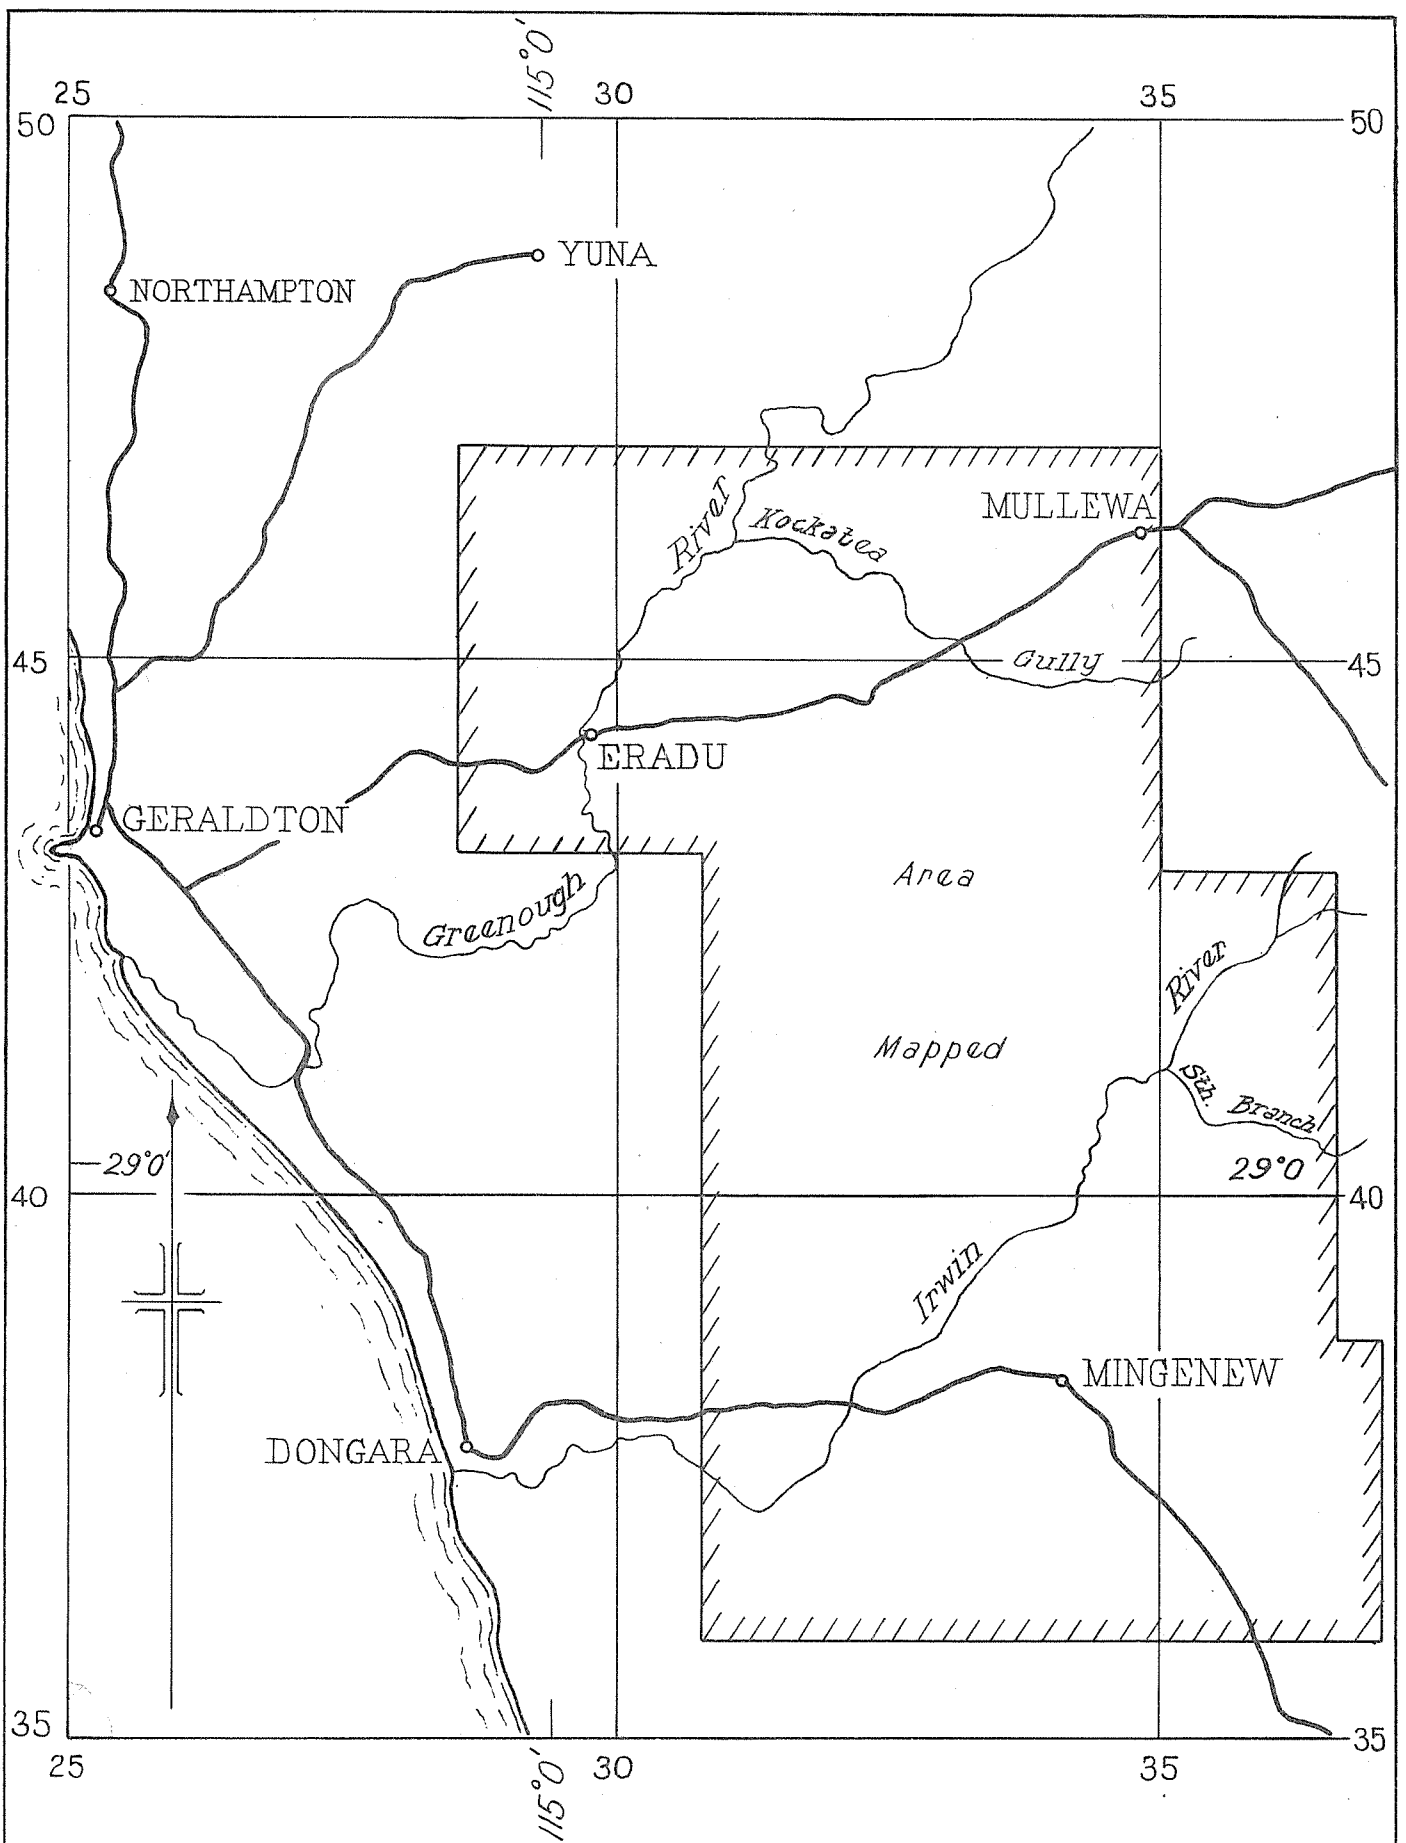 115°0'
25 30 35
50 50
YUNA
NORTHAMPTON
MULLEWA
River
Kockatea
45 Gully 45
ERADU
GERALDTON
Area
Greenough
River
Mapped
Sth. Branch
29°0'
29°0
40 40
Irwin
MINGENEW
DONGARA
35 35
25 30 35
115°0'